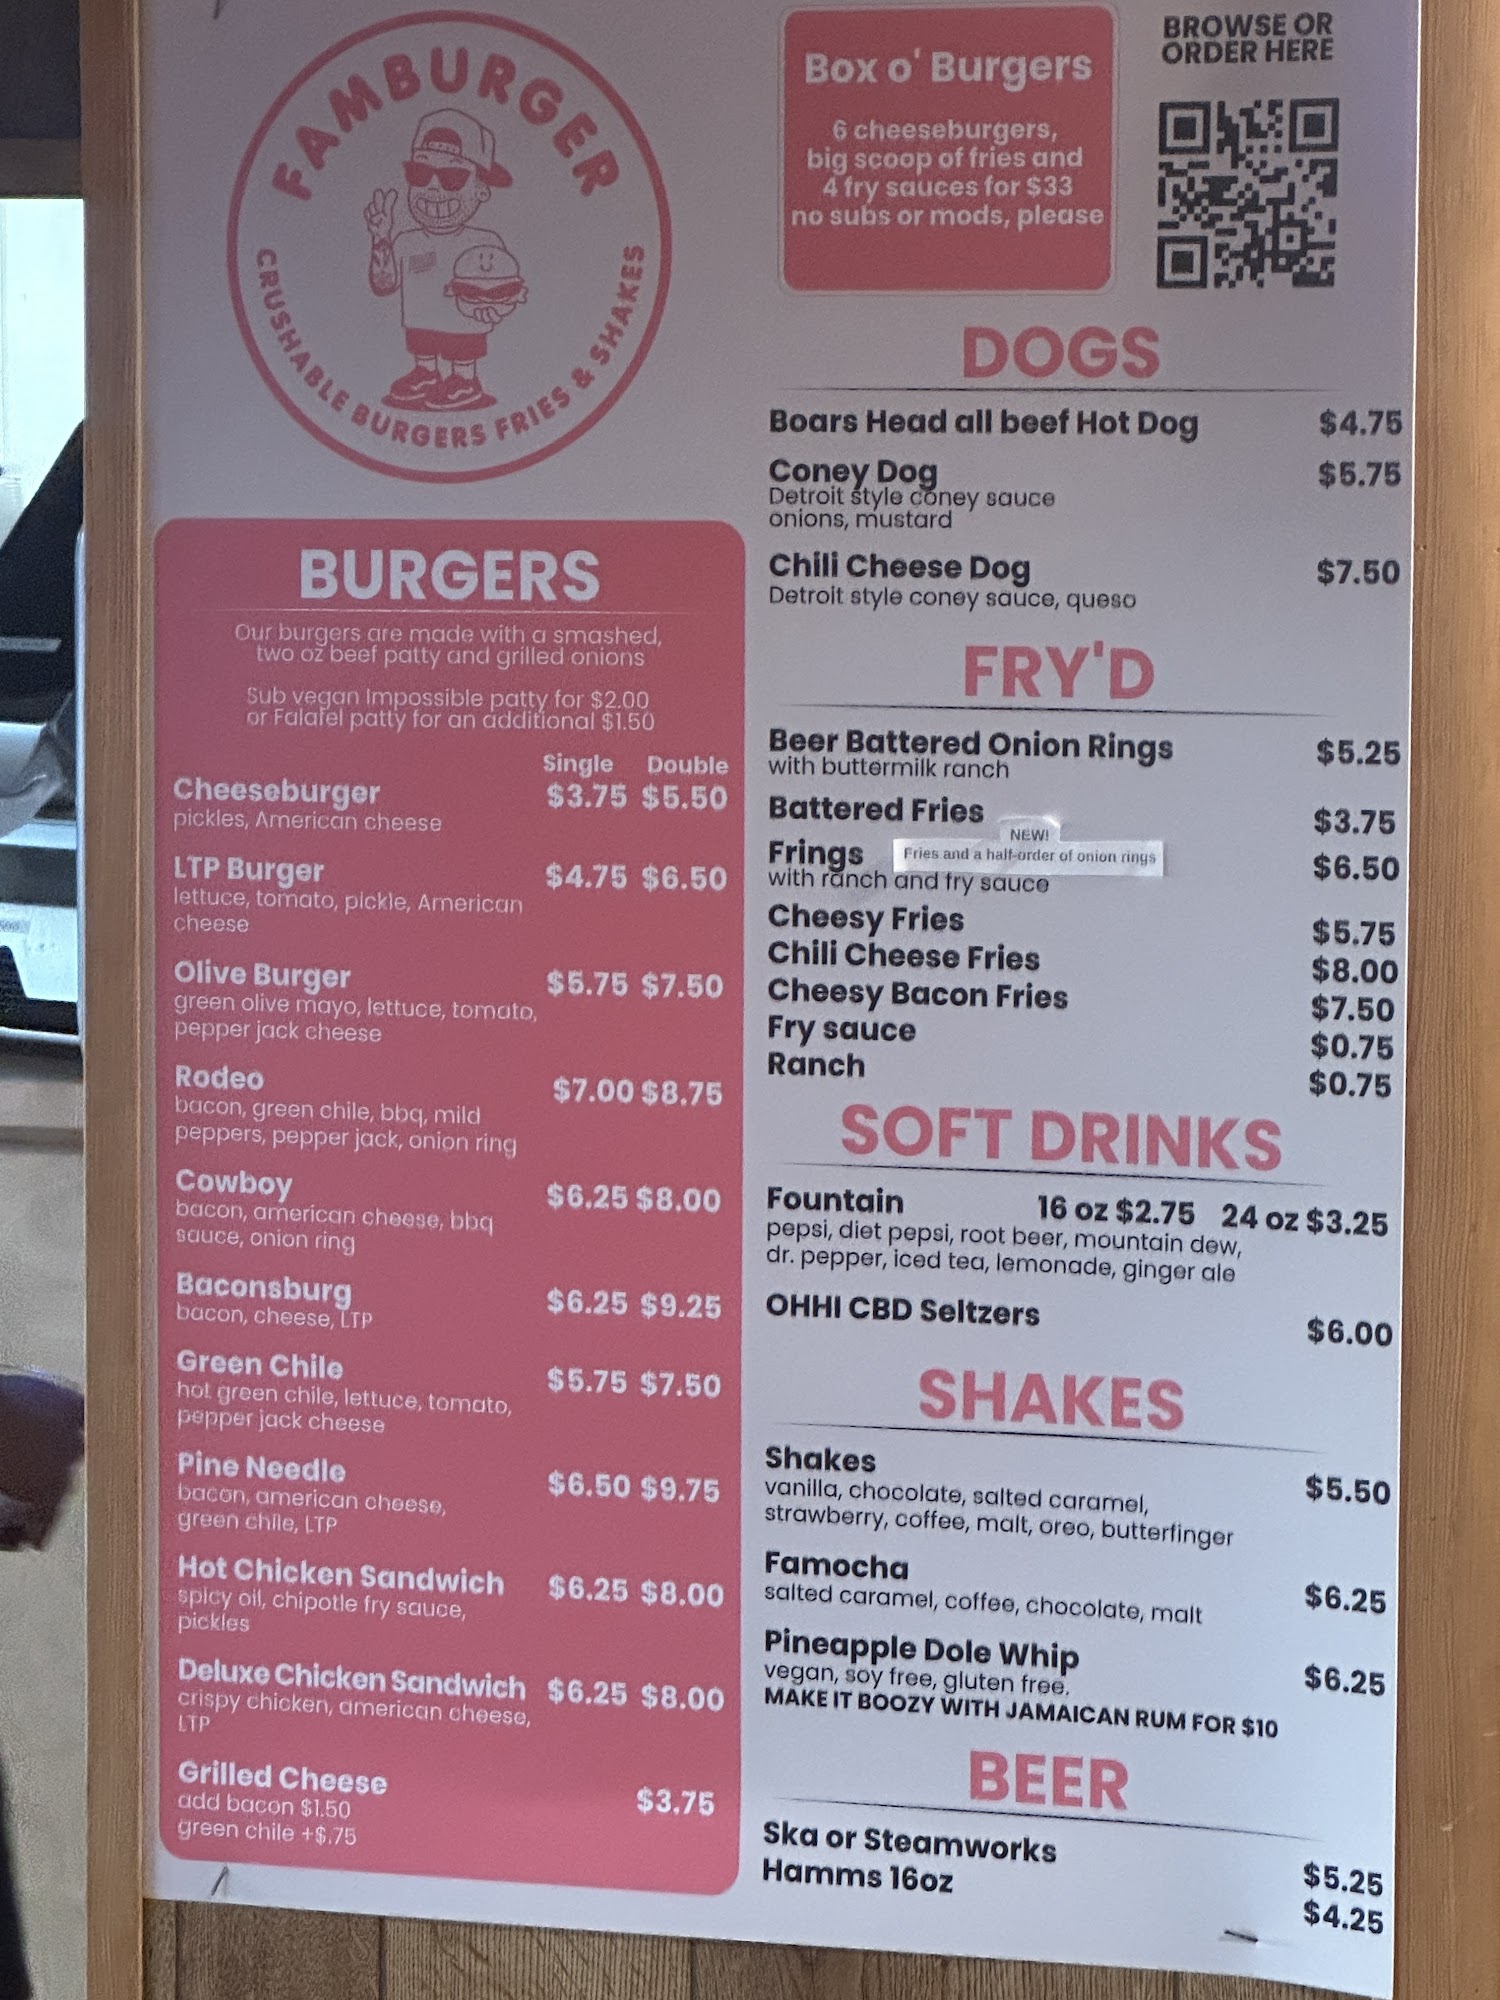 FAMBURGER
CRUSHABLE BURGERS FRIES & SHAKES
Box o' Burgers
6 cheeseburgers,
big scoop of fries and
4 fry sauces for $33
no subs or mods, please
BROWSE OR
ORDER HERE
BURGERS
Our burgers are made with a smashed,
two oz beef patty and grilled onions
Sub vegan Impossible patty for $2.00
or Falafel patty for an additional $1.50
Single Double
Cheeseburger $3.75 $5.50
pickles, American cheese
LTP Burger $4.75 $6.50
lettuce, tomato, pickle, American
cheese
Olive Burger $5.75 $7.50
green olive mayo, lettuce, tomato,
pepper jack cheese
Rodeo $7.00 $8.75
bacon, green chile, bbq, mild
peppers, pepper jack, onion ring
Cowboy $6.25 $8.00
bacon, american cheese, bbq
sauce, onion ring
Baconsburg $6.25 $9.25
bacon, cheese, LTP
Green Chile $5.75 $7.50
hot green chile, lettuce, tomato,
pepper jack cheese
Pine Needle $6.50 $9.75
bacon, american cheese,
green chile, LTP
Hot Chicken Sandwich $6.25 $8.00
spicy oil, chipotle fry sauce,
pickles
Deluxe Chicken Sandwich $6.25 $8.00
crispy chicken, american cheese,
LTP
Grilled Cheese $3.75
add bacon $1.50
green chile +$.75
DOGS
Boars Head all beef Hot Dog $4.75
Coney Dog $5.75
Detroit style coney sauce
onions, mustard
Chili Cheese Dog $7.50
Detroit style coney sauce, queso
FRY'D
Beer Battered Onion Rings $5.25
with buttermilk ranch
Battered Fries $3.75
NEW!
Frings Fries and a half-order of onion rings $6.50
with ranch and fry sauce
Cheesy Fries $5.75
Chili Cheese Fries $8.00
Cheesy Bacon Fries $7.50
Fry sauce $0.75
Ranch $0.75
SOFT DRINKS
Fountain 16 oz $2.75 24 oz $3.25
pepsi, diet pepsi, root beer, mountain dew,
dr. pepper, iced tea, lemonade, ginger ale
OHHI CBD Seltzers $6.00
SHAKES
Shakes $5.50
vanilla, chocolate, salted caramel,
strawberry, coffee, malt, oreo, butterfinger
Famocha $6.25
salted caramel, coffee, chocolate, malt
Pineapple Dole Whip $6.25
vegan, soy free, gluten free.
MAKE IT BOOZY WITH JAMAICAN RUM FOR $10
BEER
Ska or Steamworks $5.25
Hamms 16oz $4.25